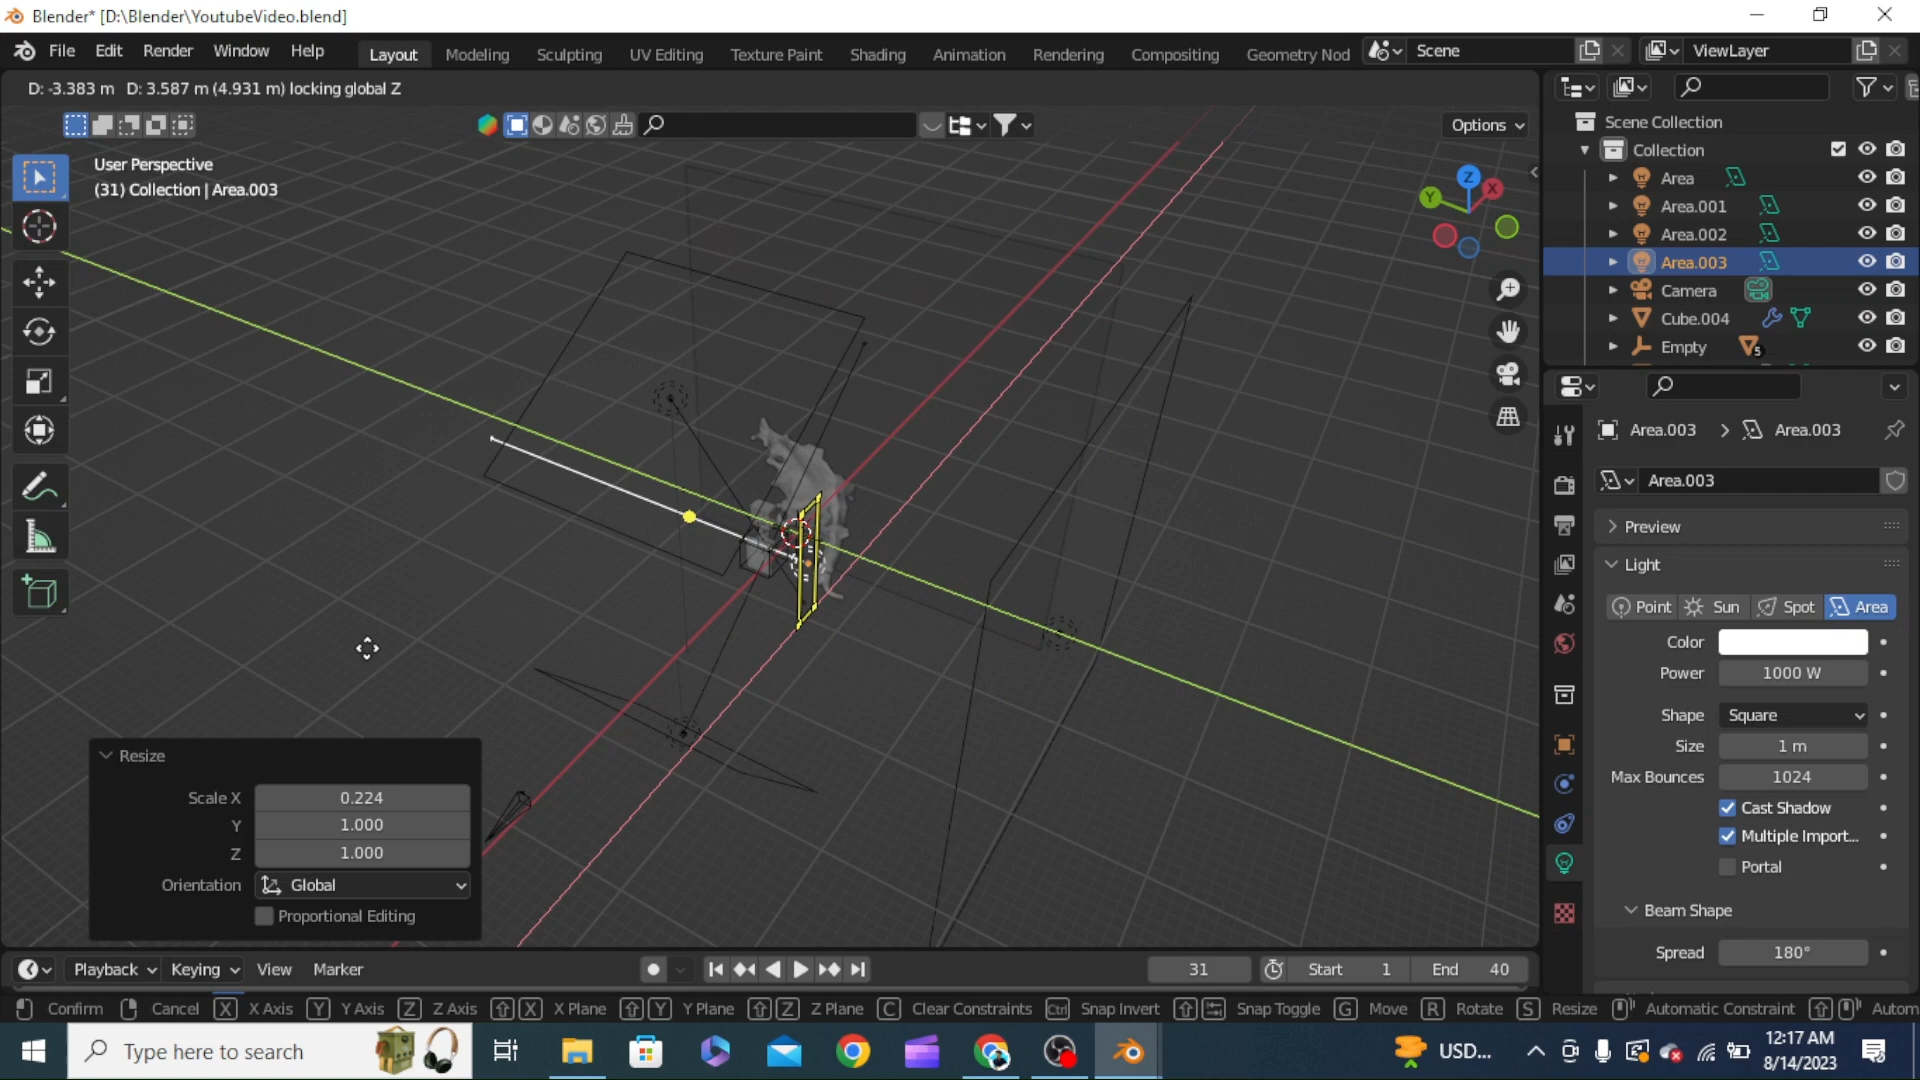 Blender* [D:\Blender\YoutubeVideo.blend]
File Edit Render Window Help Layout Modeling Sculpting UV Editing Texture Paint Shading Animation Rendering Compositing Geometry Nod Scene ViewLayer
D: -3.383 m D: 3.587 m (4.931 m) locking global Z
Options
User Perspective
(31) Collection | Area.003
Z
X
Y
Scene Collection
Collection
Area
Area.001
Area.002
Area.003
Camera
Cube.004
Empty
5
Area.003 > Area.003
Area.003
Preview
Light
Point Sun Spot Area
Color
Power 1000 W
Shape Square
Size 1 m
Max Bounces 1024
Cast Shadow
Multiple Import...
Portal
Beam Shape
Spread 180°
Resize
Scale X 0.224
Y 1.000
Z 1.000
Orientation Global
Proportional Editing
Playback Keying View Marker 31 Start 1 End 40
Confirm Cancel X X Axis Y Y Axis Z Z Axis X X Plane Y Y Plane Z Z Plane C Clear Constraints Ctrl Snap Invert Snap Toggle G Move R Rotate S Resize Automatic Constraint Autom
Type here to search
USD...
12:17 AM
8/14/2023